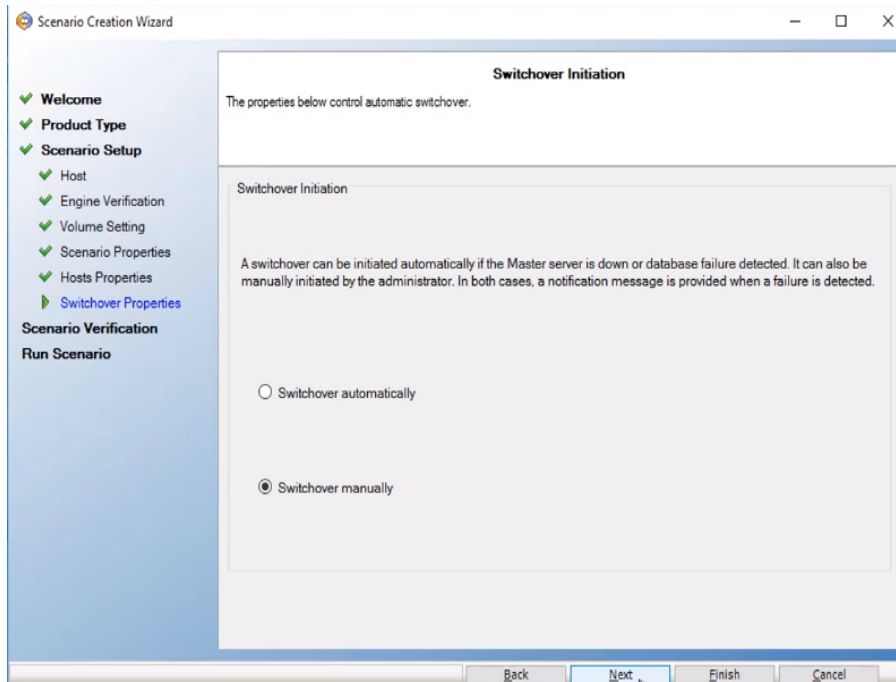 Scenario Creation Wizard
Switchover Initiation
The properties below control automatic switchover.
Welcome
Product Type
Scenario Setup
Host
Engine Verification
Volume Setting
Scenario Properties
Hosts Properties
Switchover Properties
Scenario Verification
Run Scenario
Switchover Initiation
A switchover can be initiated automatically if the Master server is down or database failure detected. It can also be
manually initiated by the administrator. In both cases, a notification message is provided when a failure is detected.
Switchover automatically
Switchover manually
Back
Next
Finish
Cancel